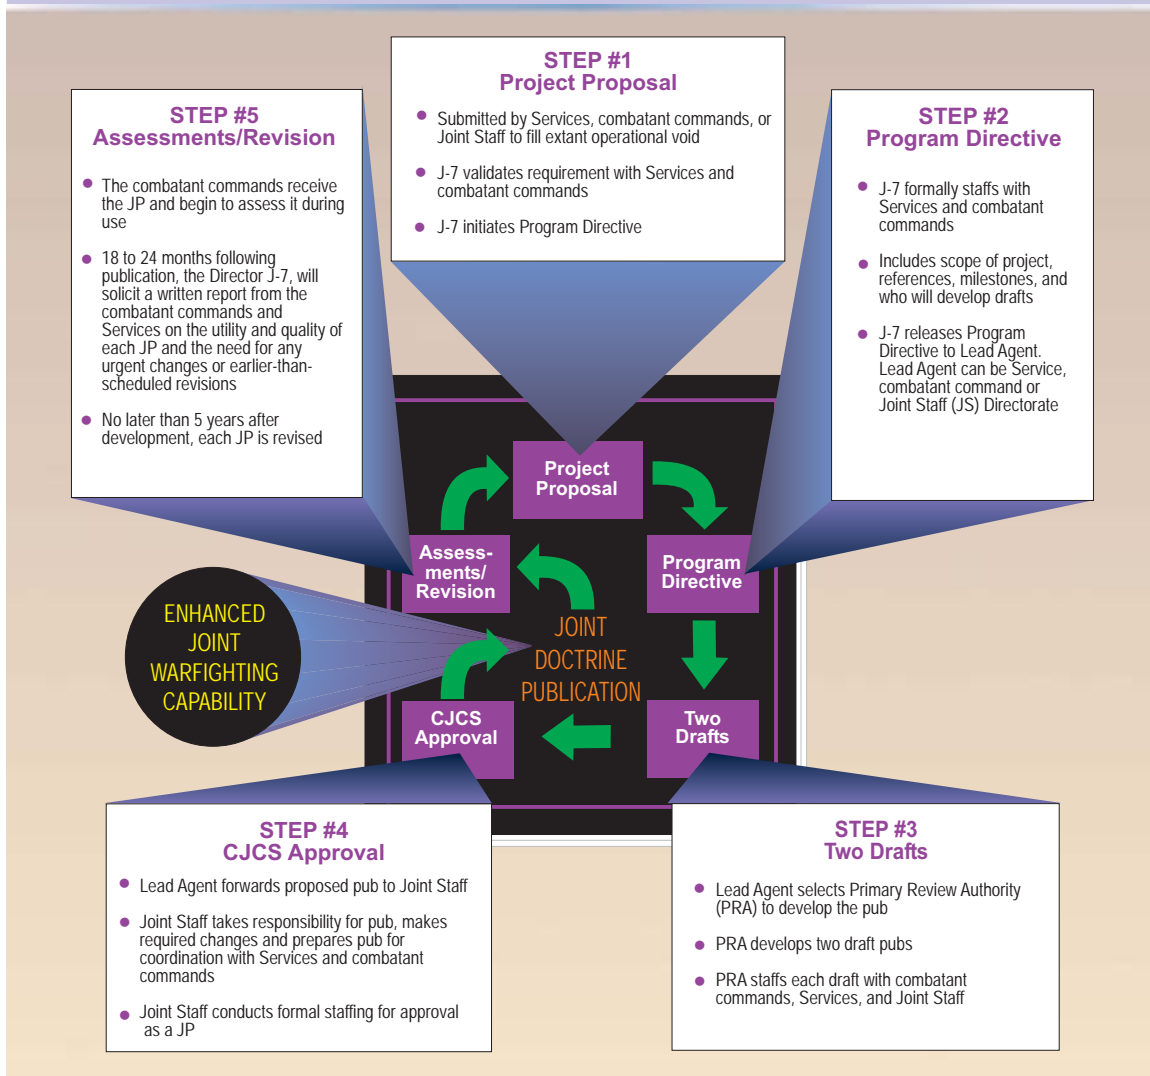 STEP #1
Project Proposal
Submitted by Services, combatant commands, or
Joint Staff to fill extant operational void
J-7 validates requirement with Services and
combatant commands
J-7 initiates Program Directive
STEP #5
Assessments/Revision
The combatant commands receive
the JP and begin to assess it during
use
18 to 24 months following
publication, the Director J-7, will
solicit a written report from the
combatant commands and
Services on the utility and quality of
each JP and the need for any
urgent changes or earlier-than-
scheduled revisions
No later than 5 years after
development, each JP is revised
STEP #2
Program Directive
J-7 formally staffs with
Services and combatant
commands
Includes scope of project,
references, milestones, and
who will develop drafts
J-7 releases Program
Directive to Lead Agent.
Lead Agent can be Service,
combatant command or
Joint Staff (JS) Directorate
Project
Proposal
Assess-
ments/
Revision
Program
Directive
ENHANCED
JOINT
WARFIGHTING
CAPABILITY
JOINT
DOCTRINE
PUBLICATION
CJCS
Approval
Two
Drafts
STEP #4
CJCS Approval
Lead Agent forwards proposed pub to Joint Staff
Joint Staff takes responsibility for pub, makes
required changes and prepares pub for
coordination with Services and combatant
commands
Joint Staff conducts formal staffing for approval
as a JP
STEP #3
Two Drafts
Lead Agent selects Primary Review Authority
(PRA) to develop the pub
PRA develops two draft pubs
PRA staffs each draft with combatant
commands, Services, and Joint Staff